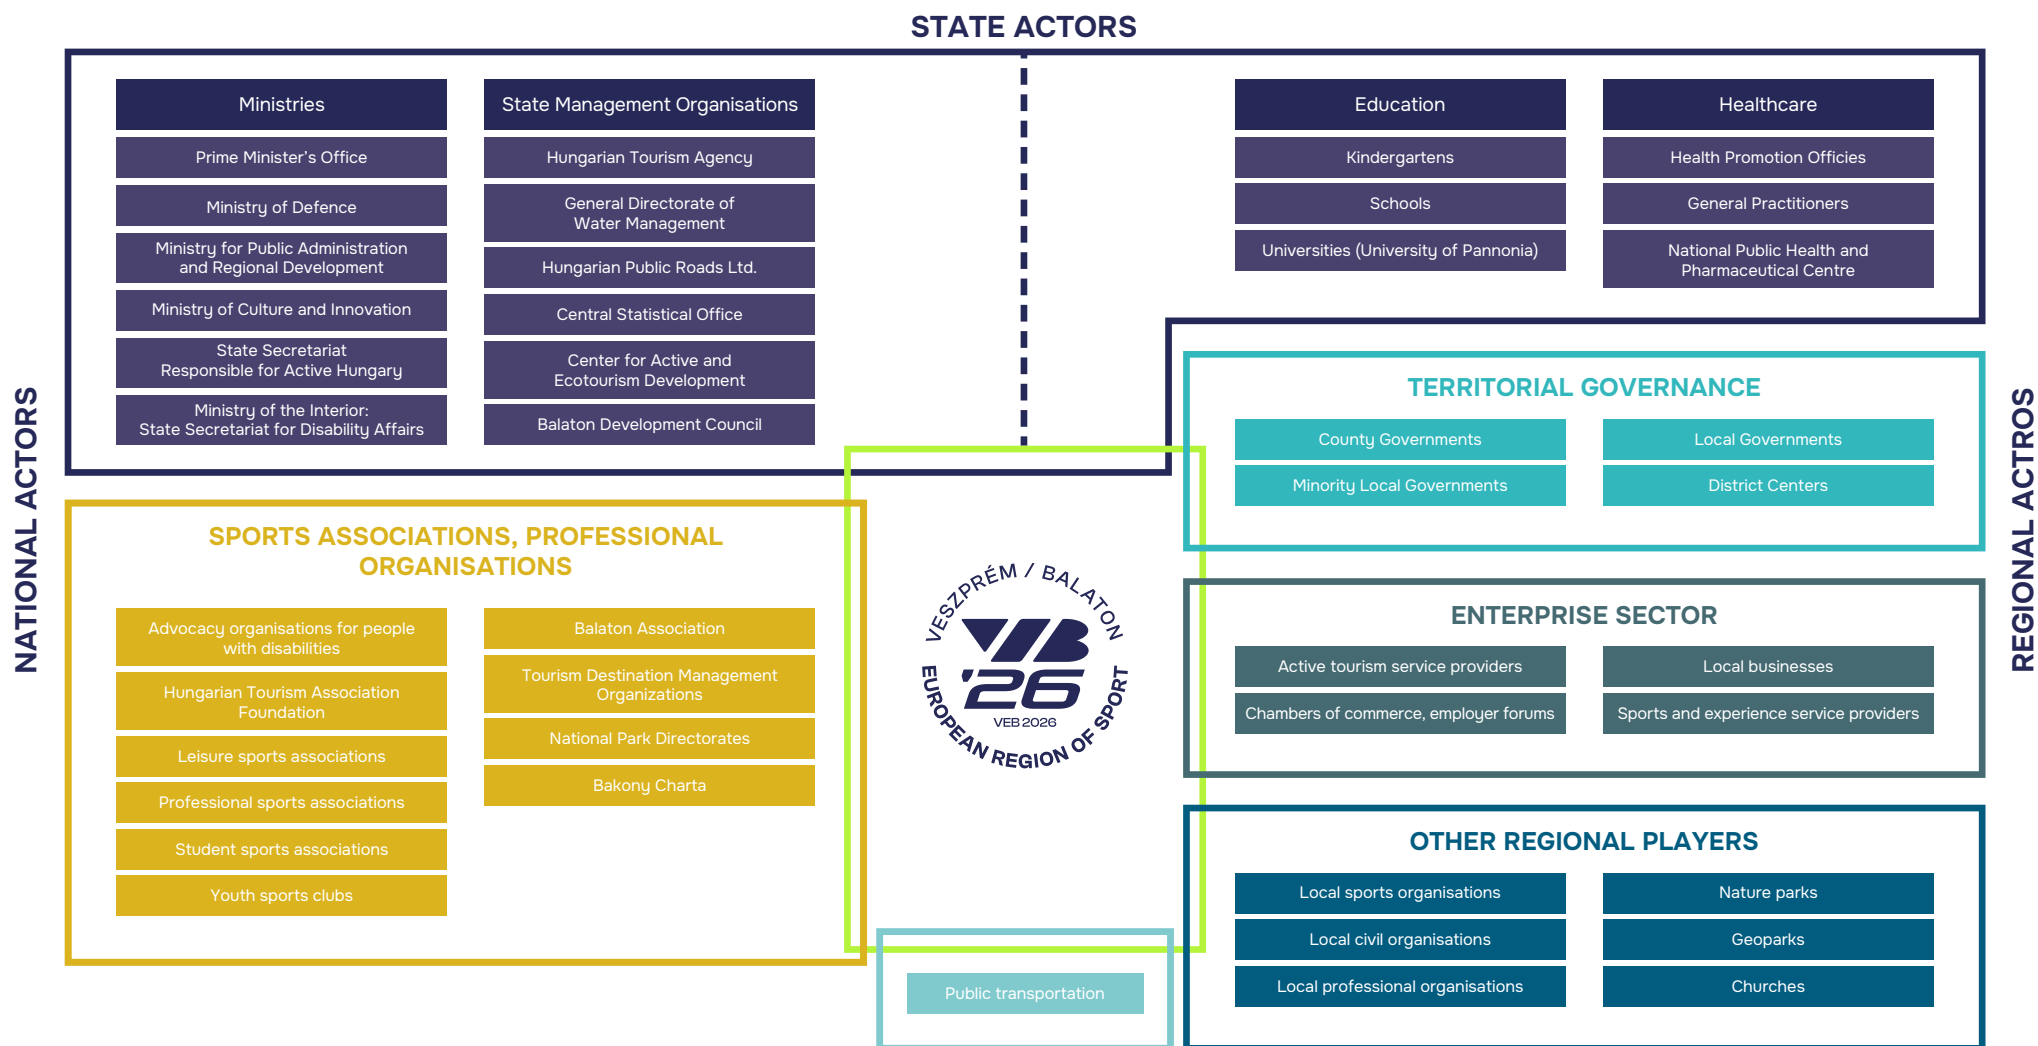 STATE ACTORS
NATIONAL ACTORS
Ministries
Prime Minister’s Office
Ministry of Defence
Ministry for Public Administration
and Regional Development
Ministry of Culture and Innovation
State Secretariat
Responsible for Active Hungary
Ministry of the Interior:
State Secretariat for Disability Affairs
State Management Organisations
Hungarian Tourism Agency
General Directorate of
Water Management
Hungarian Public Roads Ltd.
Central Statistical Office
Center for Active and
Ecotourism Development
Balaton Development Council
Education
Kindergartens
Schools
Universities (University of Pannonia)
Healthcare
Health Promotion Officies
General Practitioners
National Public Health and
Pharmaceutical Centre
REGIONAL ACTROS
SPORTS ASSOCIATIONS, PROFESSIONAL
ORGANISATIONS
Advocacy organisations for people
with disabilities
Hungarian Tourism Association
Foundation
Leisure sports associations
Professional sports associations
Student sports associations
Youth sports clubs
Balaton Association
Tourism Destination Management
Organizations
National Park Directorates
Bakony Charta
VESZPRÉM / BALATON
VB
'26
VEB 2026
EUROPEAN REGION OF SPORT
Public transportation
TERRITORIAL GOVERNANCE
County Governments
Local Governments
Minority Local Governments
District Centers
ENTERPRISE SECTOR
Active tourism service providers
Local businesses
Chambers of commerce, employer forums
Sports and experience service providers
OTHER REGIONAL PLAYERS
Local sports organisations
Nature parks
Local civil organisations
Geoparks
Local professional organisations
Churches